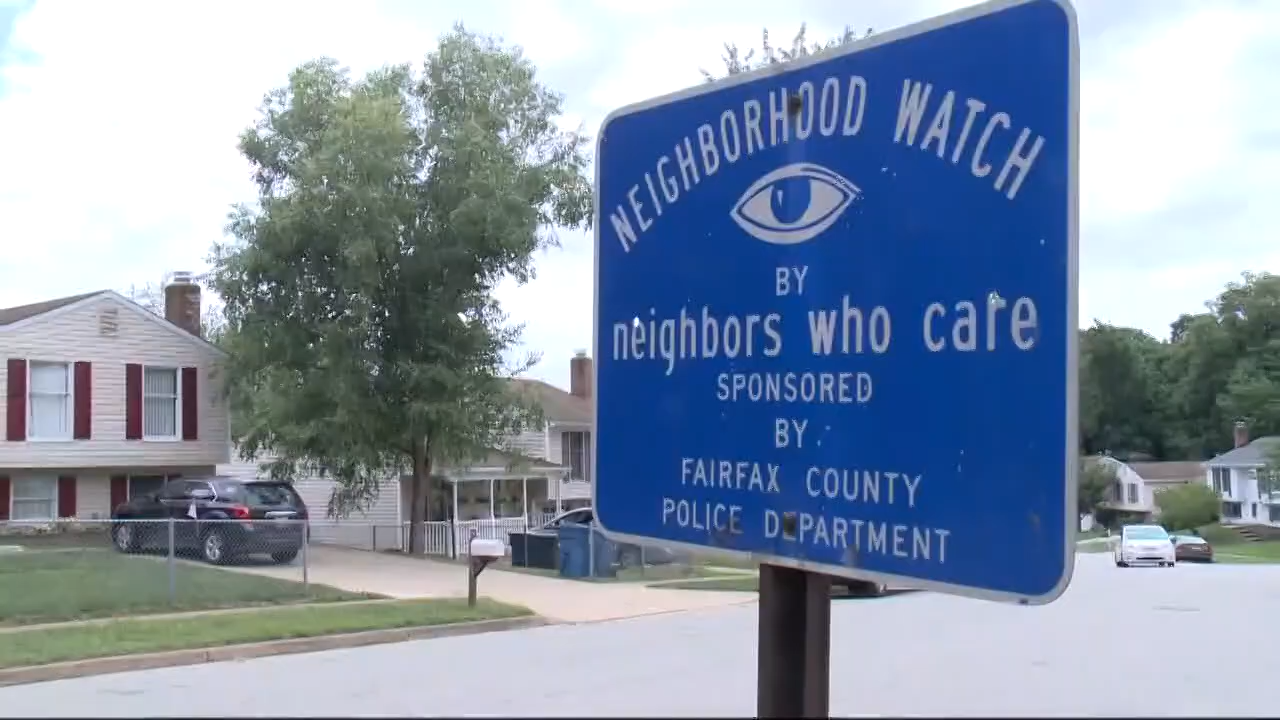 NEIGHBORHOOD WATCH
BY
neighbors who care
SPONSORED
BY
FAIRFAX COUNTY
POLICE DEPARTMENT